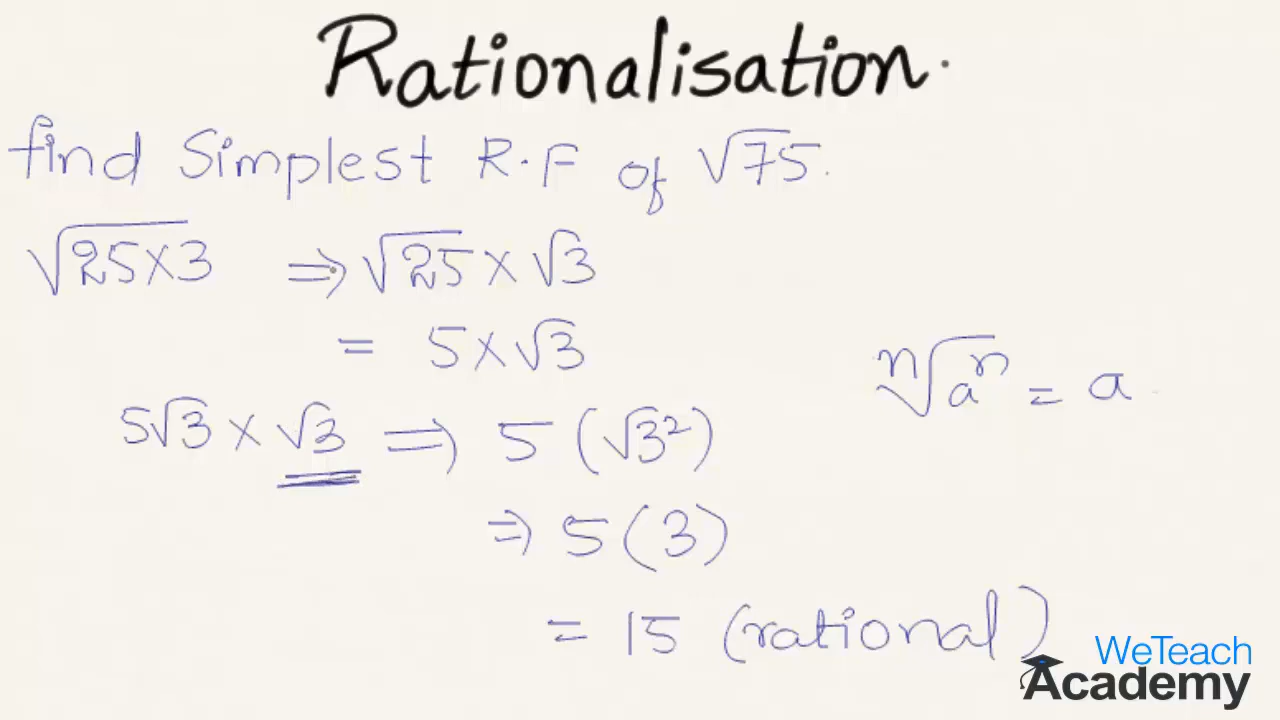 Rationalisation.
find Simplest R.F of √75.
√25×3 ⇒ √25 × √3
= 5 × √3
ⁿ√aⁿ = a
5√3 × √3 ⇒ 5 (√3²)
⇒ 5 (3)
= 15 (rational)
WeTeach
Academy